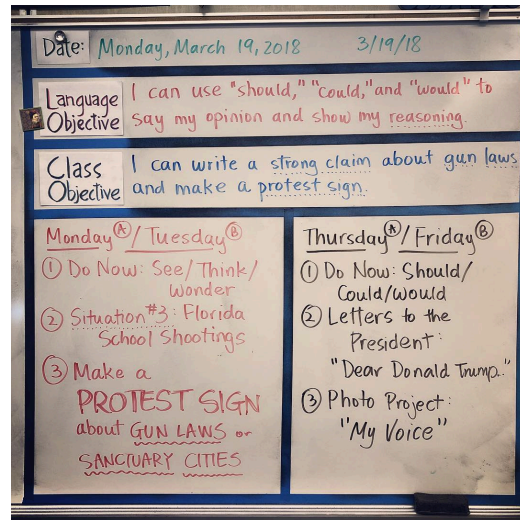 Date: Monday, March 19, 2018 3/19/18
Language Objective
I can use "should," "could," and "would" to
say my opinion and show my reasoning.
Class Objective
I can write a strong claim about gun laws
and make a protest sign.
Monday Ⓐ / Tuesday Ⓑ
① Do Now: See/Think/
Wonder
② Situation #3: Florida
School Shootings
③ Make a
PROTEST SIGN
about GUN LAWS or
SANCTUARY CITIES
Thursday Ⓐ / Friday Ⓑ
① Do Now: Should/
Could/Would
② Letters to the
President:
"Dear Donald Trump."
③ Photo Project:
"My Voice"